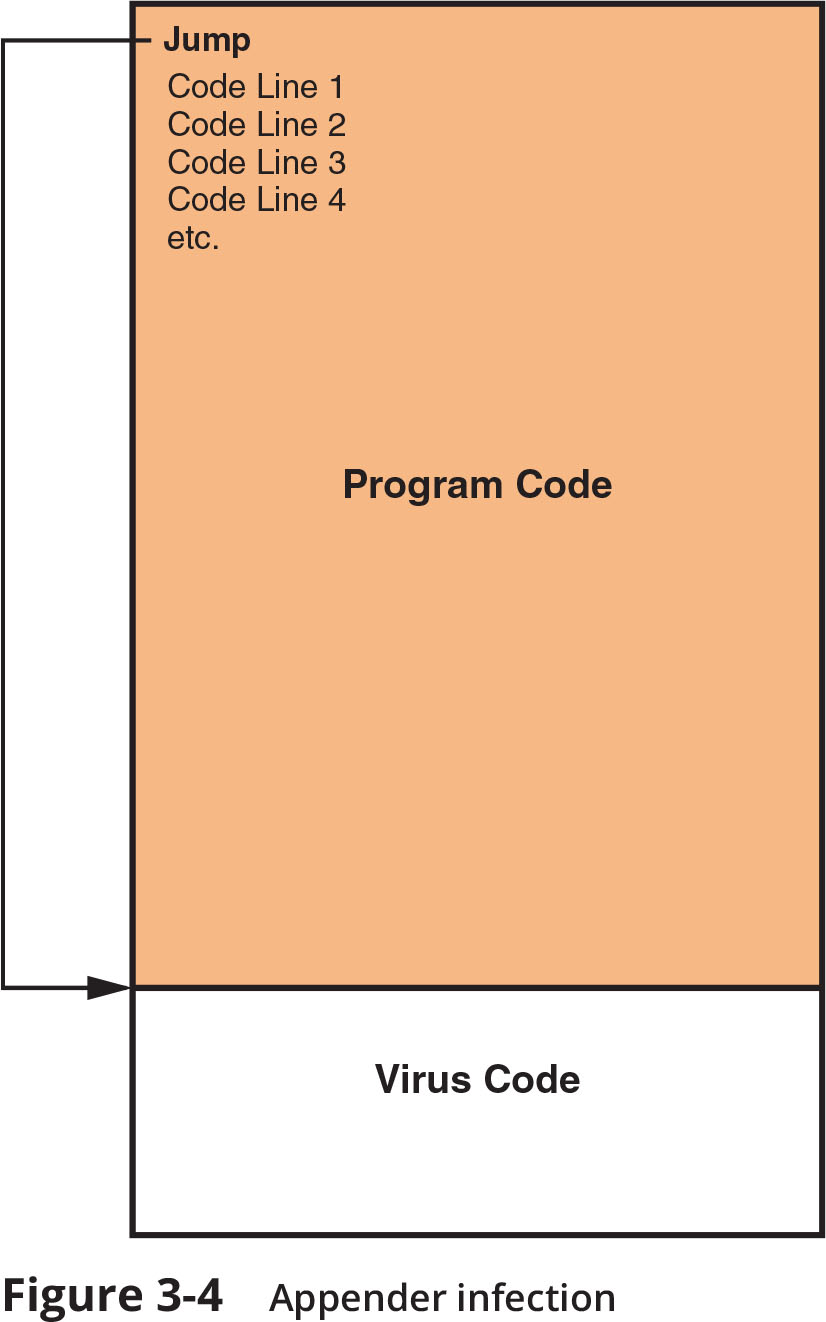 Jump
Code Line 1
Code Line 2
Code Line 3
Code Line 4
etc.
Program Code
Virus Code
Figure 3-4 Appender infection